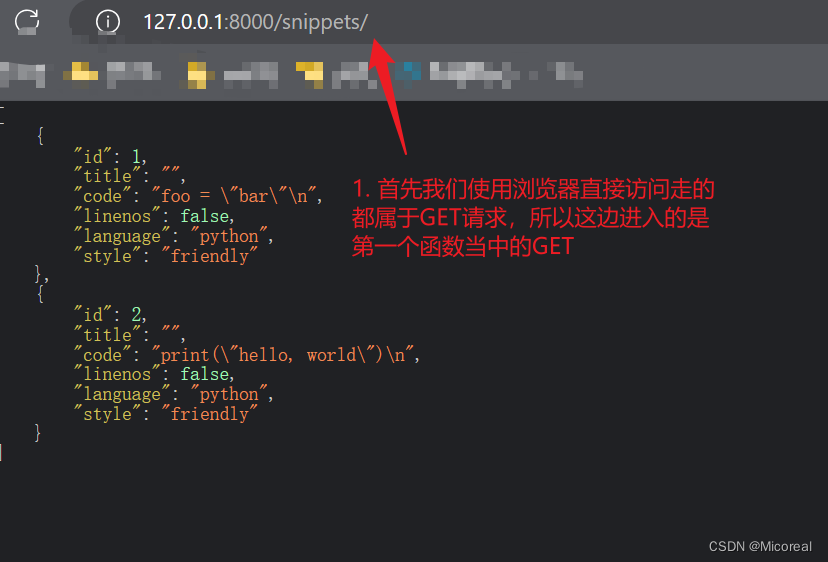 127.0.0.1:8000/snippets/
[
{
"id": 1,
"title": "",
"code": "foo = \"bar\"\n",
"linenos": false,
"language": "python",
"style": "friendly"
},
{
"id": 2,
"title": "",
"code": "print(\"hello, world\")\n",
"linenos": false,
"language": "python",
"style": "friendly"
}
]
1. 首先我们使用浏览器直接访问走的
都属于GET请求，所以这边进入的是
第一个函数当中的GET
CSDN @Micoreal